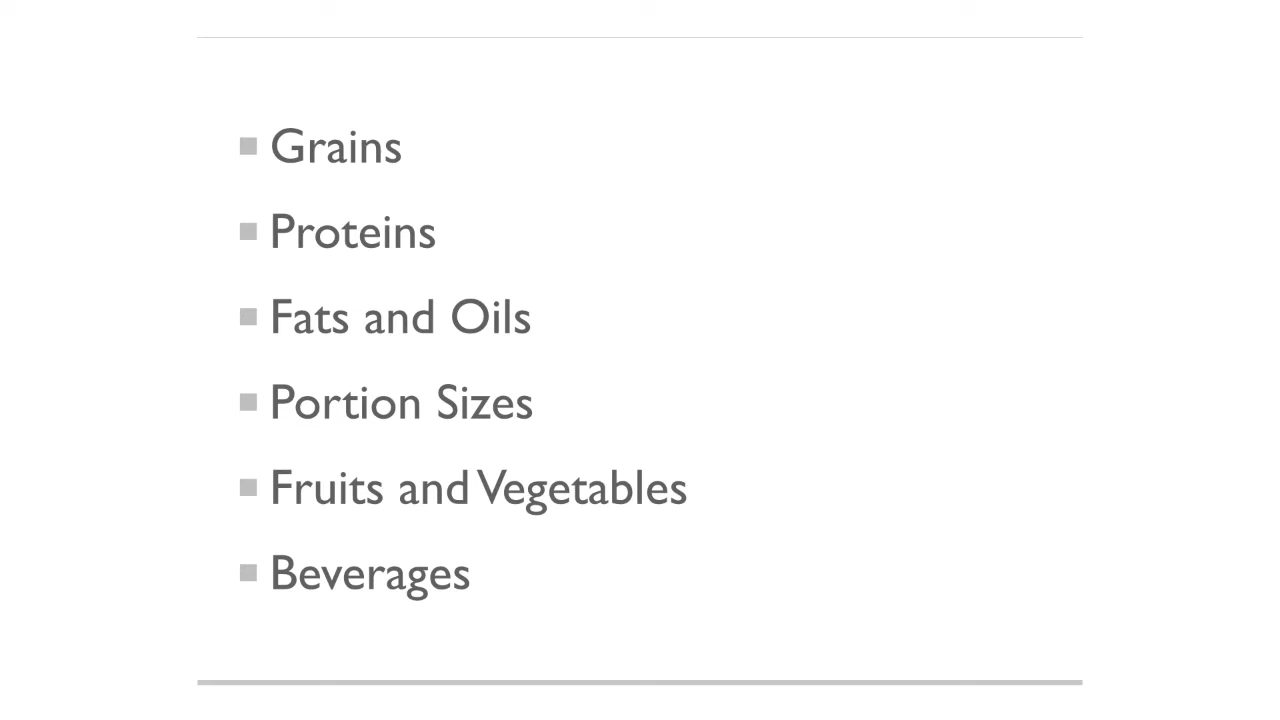 Grains
Proteins
Fats and Oils
Portion Sizes
Fruits and Vegetables
Beverages